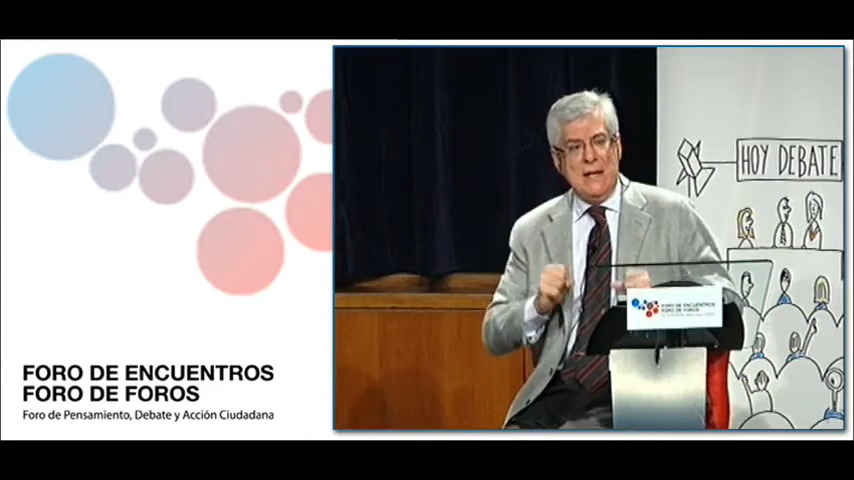 FORO DE ENCUENTROS
FORO DE FOROS
Foro de Pensamiento, Debate y Acción Ciudadana
HOY DEBATE
FORO DE ENCUENTROS
FORO DE FOROS